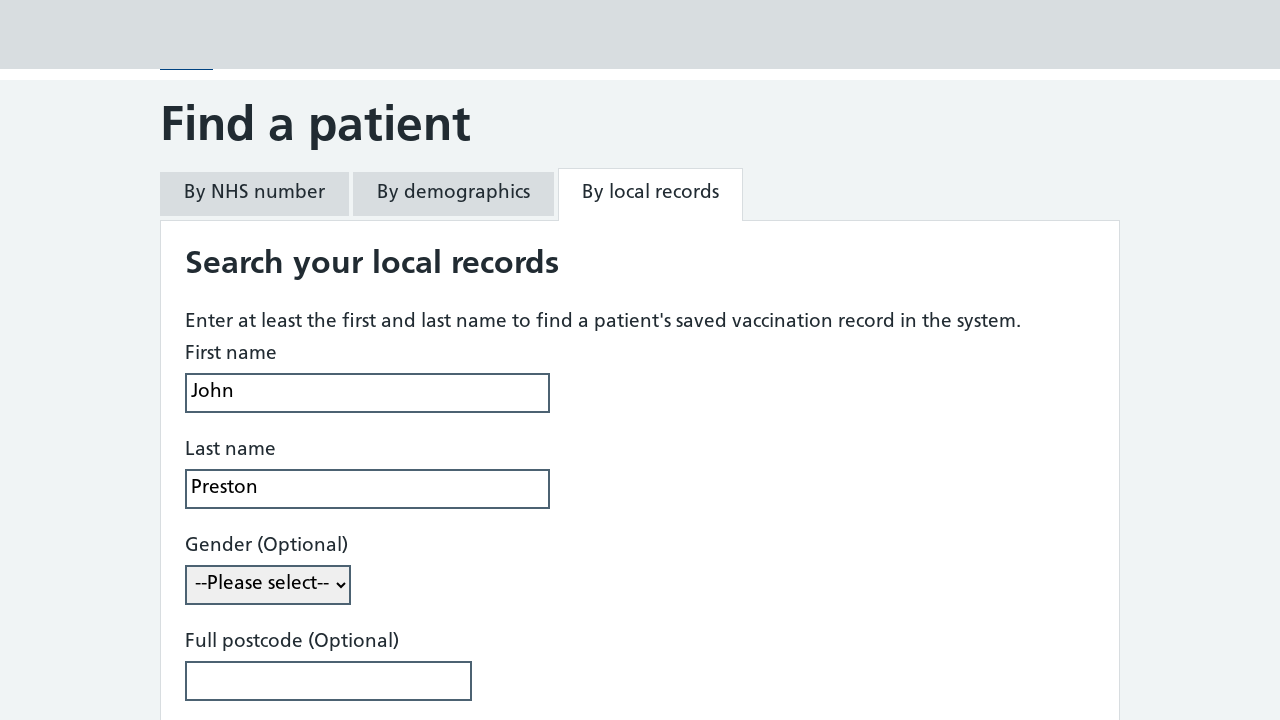 Find a patient
By NHS number
By demographics
By local records
Search your local records
Enter at least the first and last name to find a patient's saved vaccination record in the system.
First name
John
Last name
Preston
Gender (Optional)
--Please select--
Full postcode (Optional)